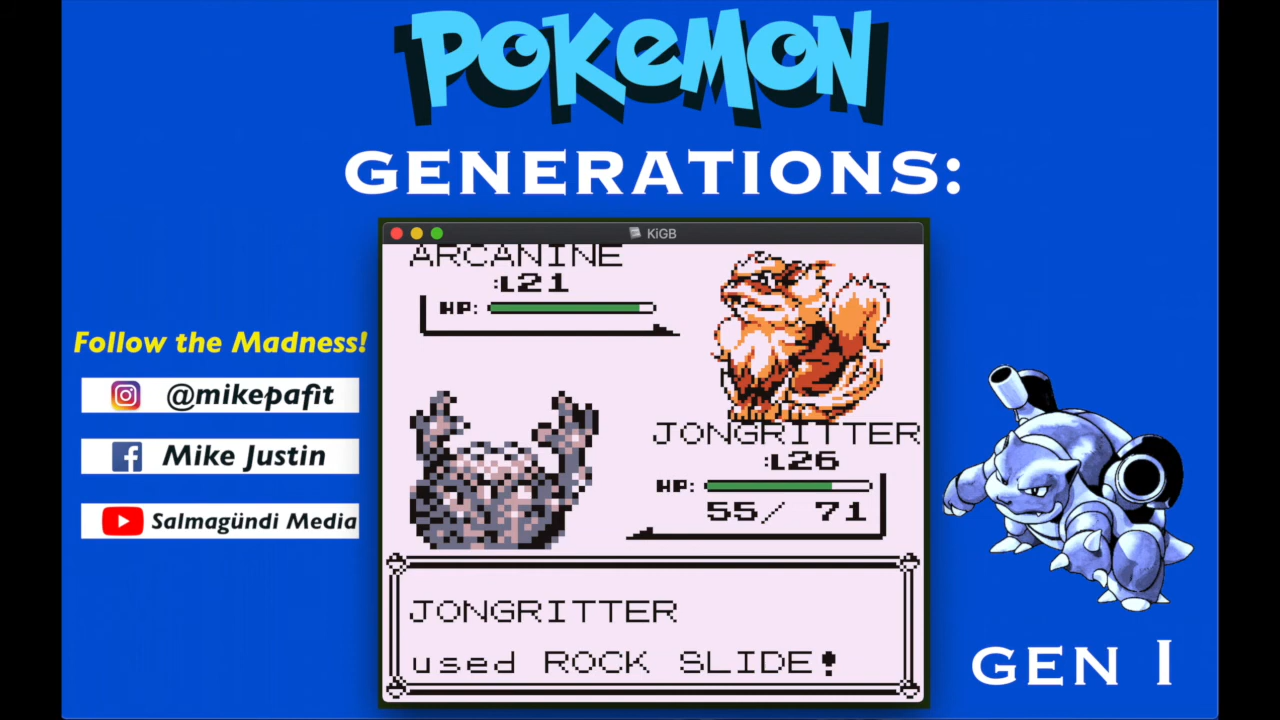 POKEMON
GENERATIONS:
KiGB
ARCANINE
:L21
HP:
Follow the Madness!
@mikepafit
Mike Justin
Salmagündi Media
JONGRITTER
:L26
HP:
55/ 71
JONGRITTER
used ROCK SLIDE!
GEN I